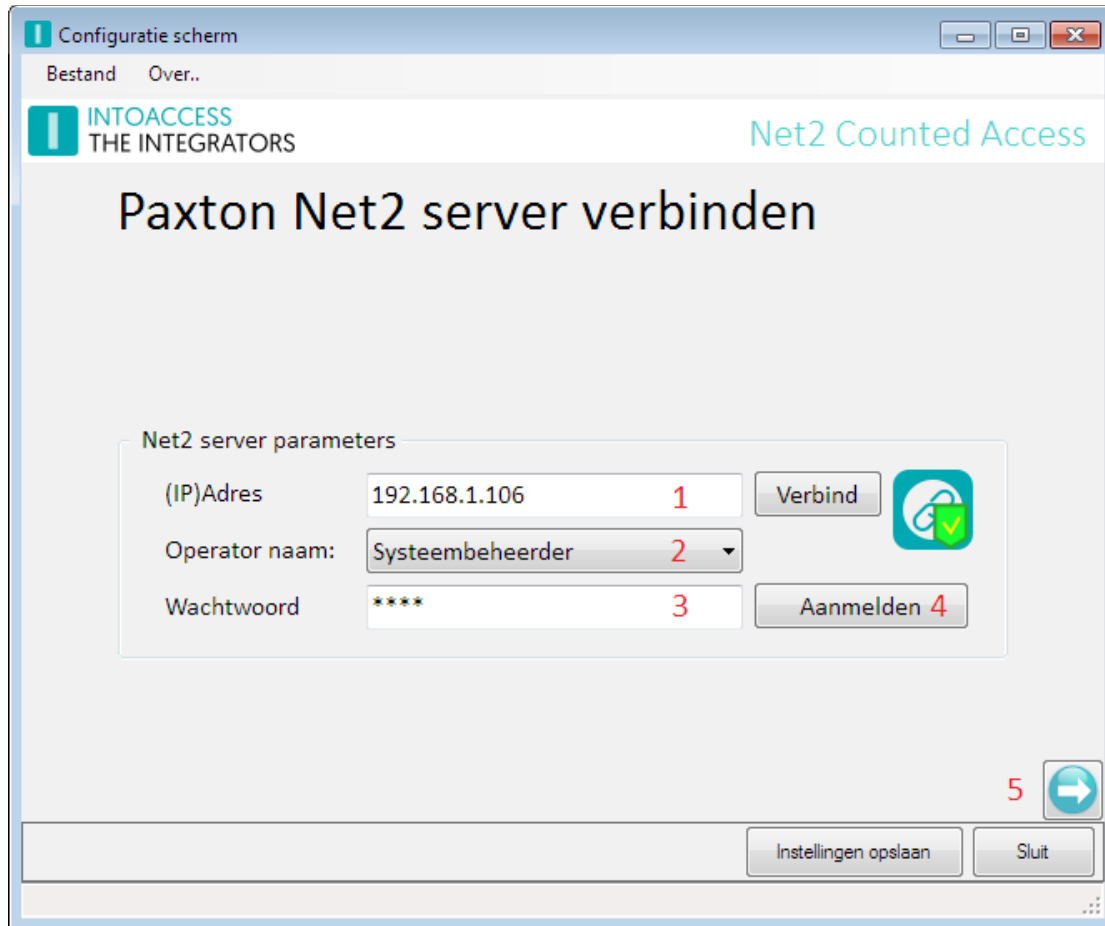 Configuratie scherm
Bestand Over..
INTOACCESS
THE INTEGRATORS
Net2 Counted Access
Paxton Net2 server verbinden
Net2 server parameters
(IP)Adres 192.168.1.106 1 Verbind
Operator naam: Systeembeheerder 2
Wachtwoord **** 3 Aanmelden 4
5
Instellingen opslaan Sluit